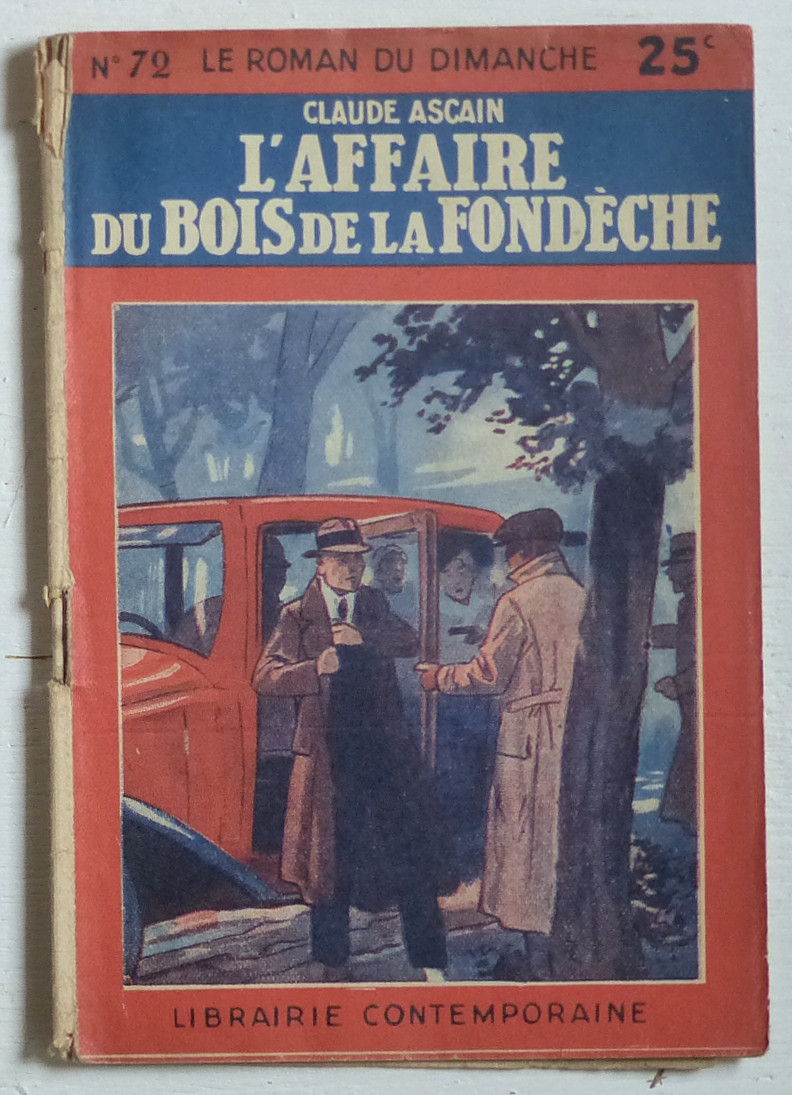 N° 72 LE ROMAN DU DIMANCHE 25c
CLAUDE ASCAIN
L'AFFAIRE
DU BOIS DE LA FONDÈCHE
LIBRAIRIE CONTEMPORAINE